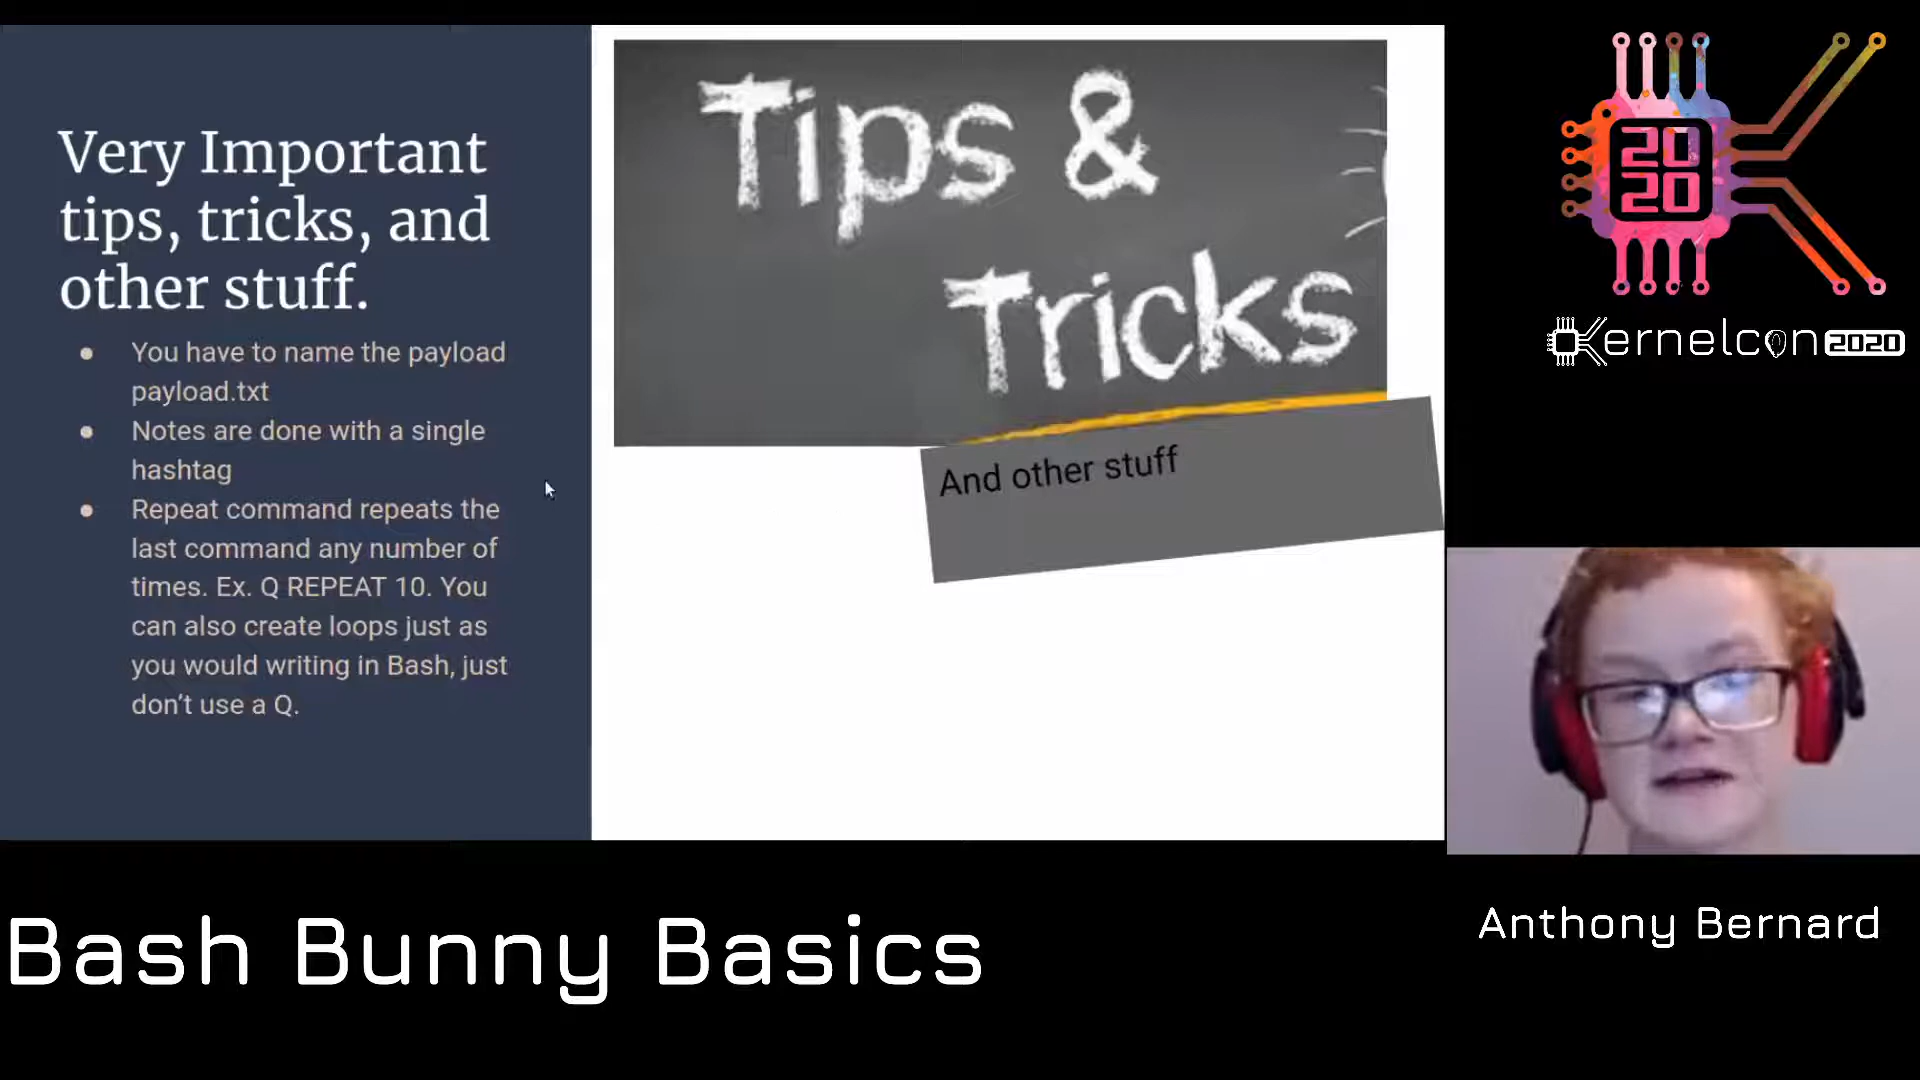 Very Important
tips, tricks, and
other stuff.
● You have to name the payload
payload.txt
● Notes are done with a single
hashtag
● Repeat command repeats the
last command any number of
times. Ex. Q REPEAT 10. You
can also create loops just as
you would writing in Bash, just
don’t use a Q.
Tips &
Tricks
And other stuff
20
20
Kernelcon 2020
Anthony Bernard
Bash Bunny Basics